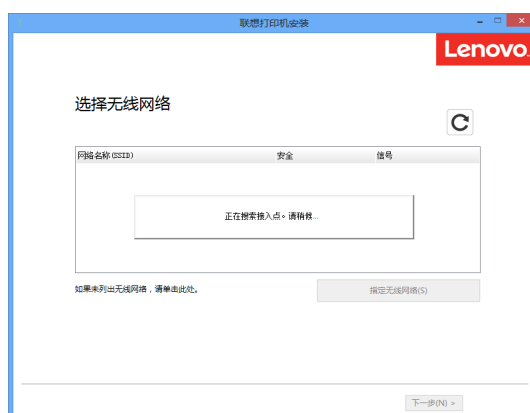 联想打印机安装
Lenovo
选择无线网络
网络名称(SSID) 安全 信号
正在搜索接入点。请稍候...
如果未列出无线网络，请单击此处。 指定无线网络(S)
下一步(N) >